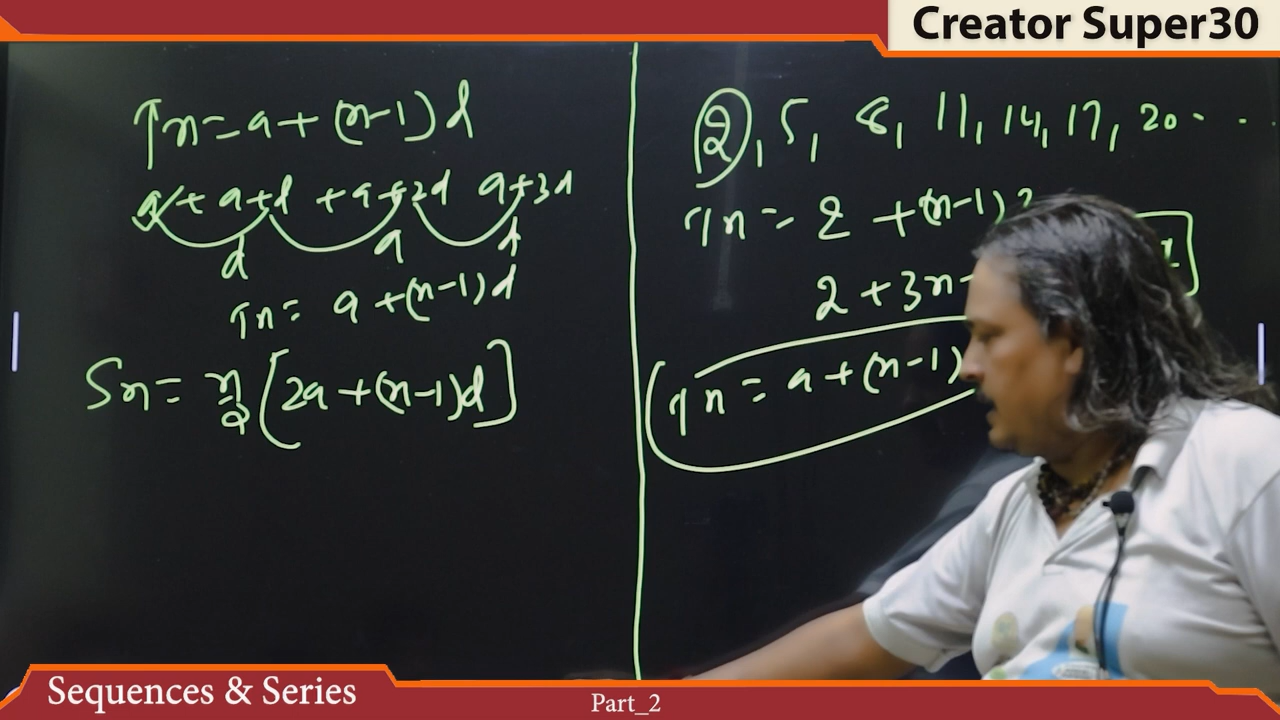 Creator Super30
Tn = a + (n-1) d
a + a+d + a+2d a+3d
d d d
Tn = a + (n-1) d
Sn = n/2 [2a + (n-1)d]
2, 5, 8, 11, 14, 17, 20 - - -
Tn = 2 + (n-1) 3
2 + 3n -
Tn = a + (n-1)
Sequences & Series
Part_2